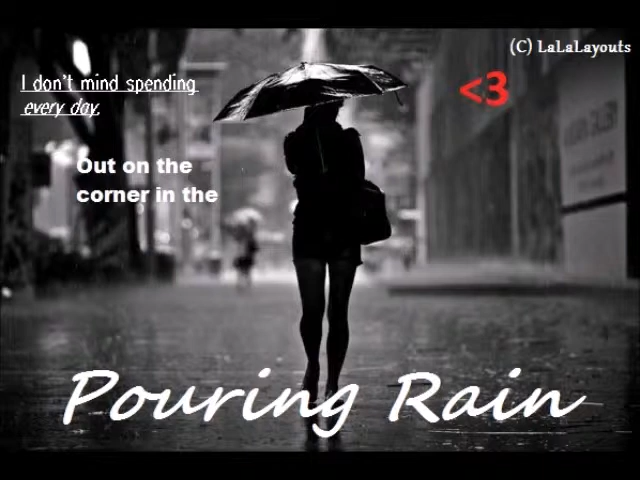 (C) LaLaLayouts
I don't mind spending
every day,
<3
Out on the
corner in the
Pouring Rain